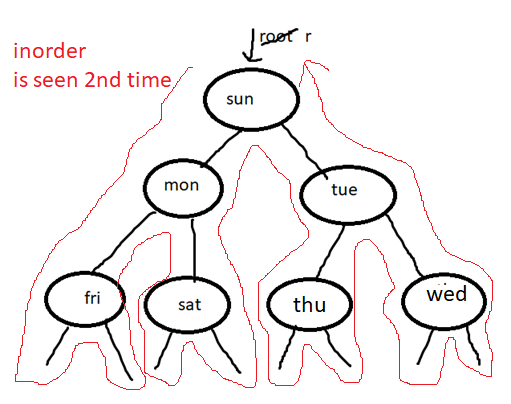 root r
inorder
is seen 2nd time
sun
mon
tue
fri
sat
thu
wed